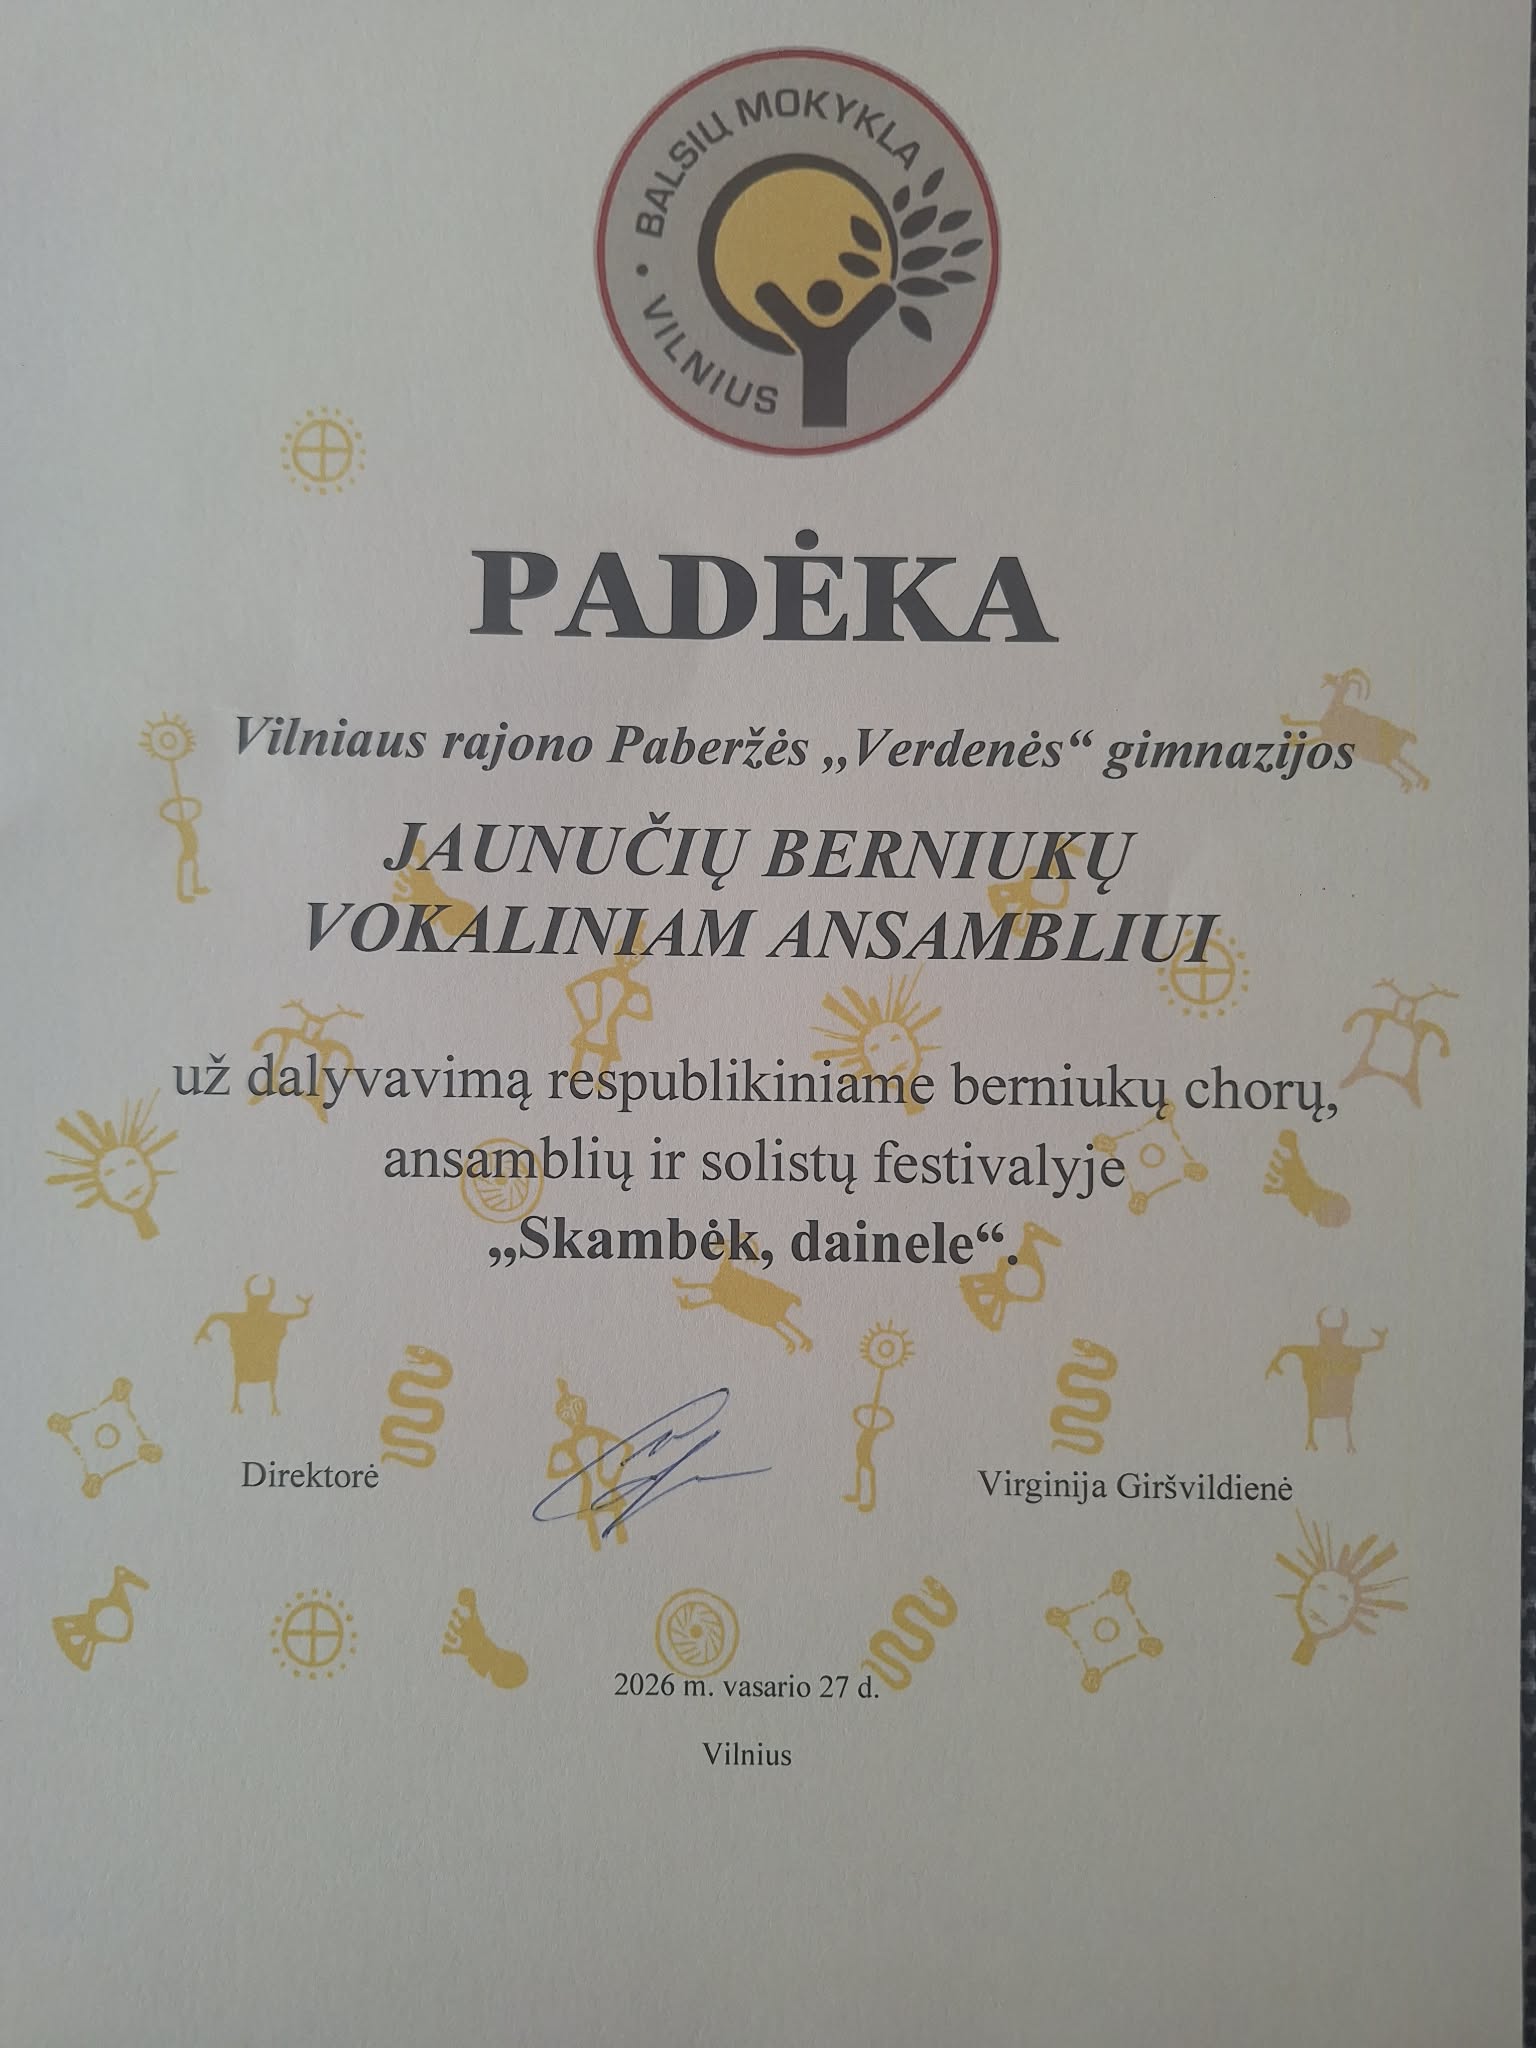 BALSIŲ MOKYKLA
• VILNIUS
PADĖKA
Vilniaus rajono Paberžės „Verdenės“ gimnazijos
JAUNUČIŲ BERNIUKŲ
VOKALINIAM ANSAMBLIUI
už dalyvavimą respublikiniame berniukų chorų,
ansamblių ir solistų festivalyje
„Skambėk, dainele“.
Direktorė
Virginija Giršvildienė
2026 m. vasario 27 d.
Vilnius